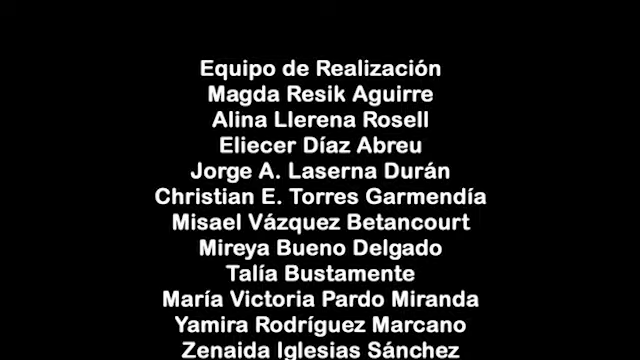 Equipo de Realización
Magda Resik Aguirre
Alina Llerena Rosell
Eliecer Díaz Abreu
Jorge A. Laserna Durán
Christian E. Torres Garmendía
Misael Vázquez Betancourt
Mireya Bueno Delgado
Talía Bustamente
María Victoria Pardo Miranda
Yamira Rodríguez Marcano
Zenaida Iglesias Sánchez